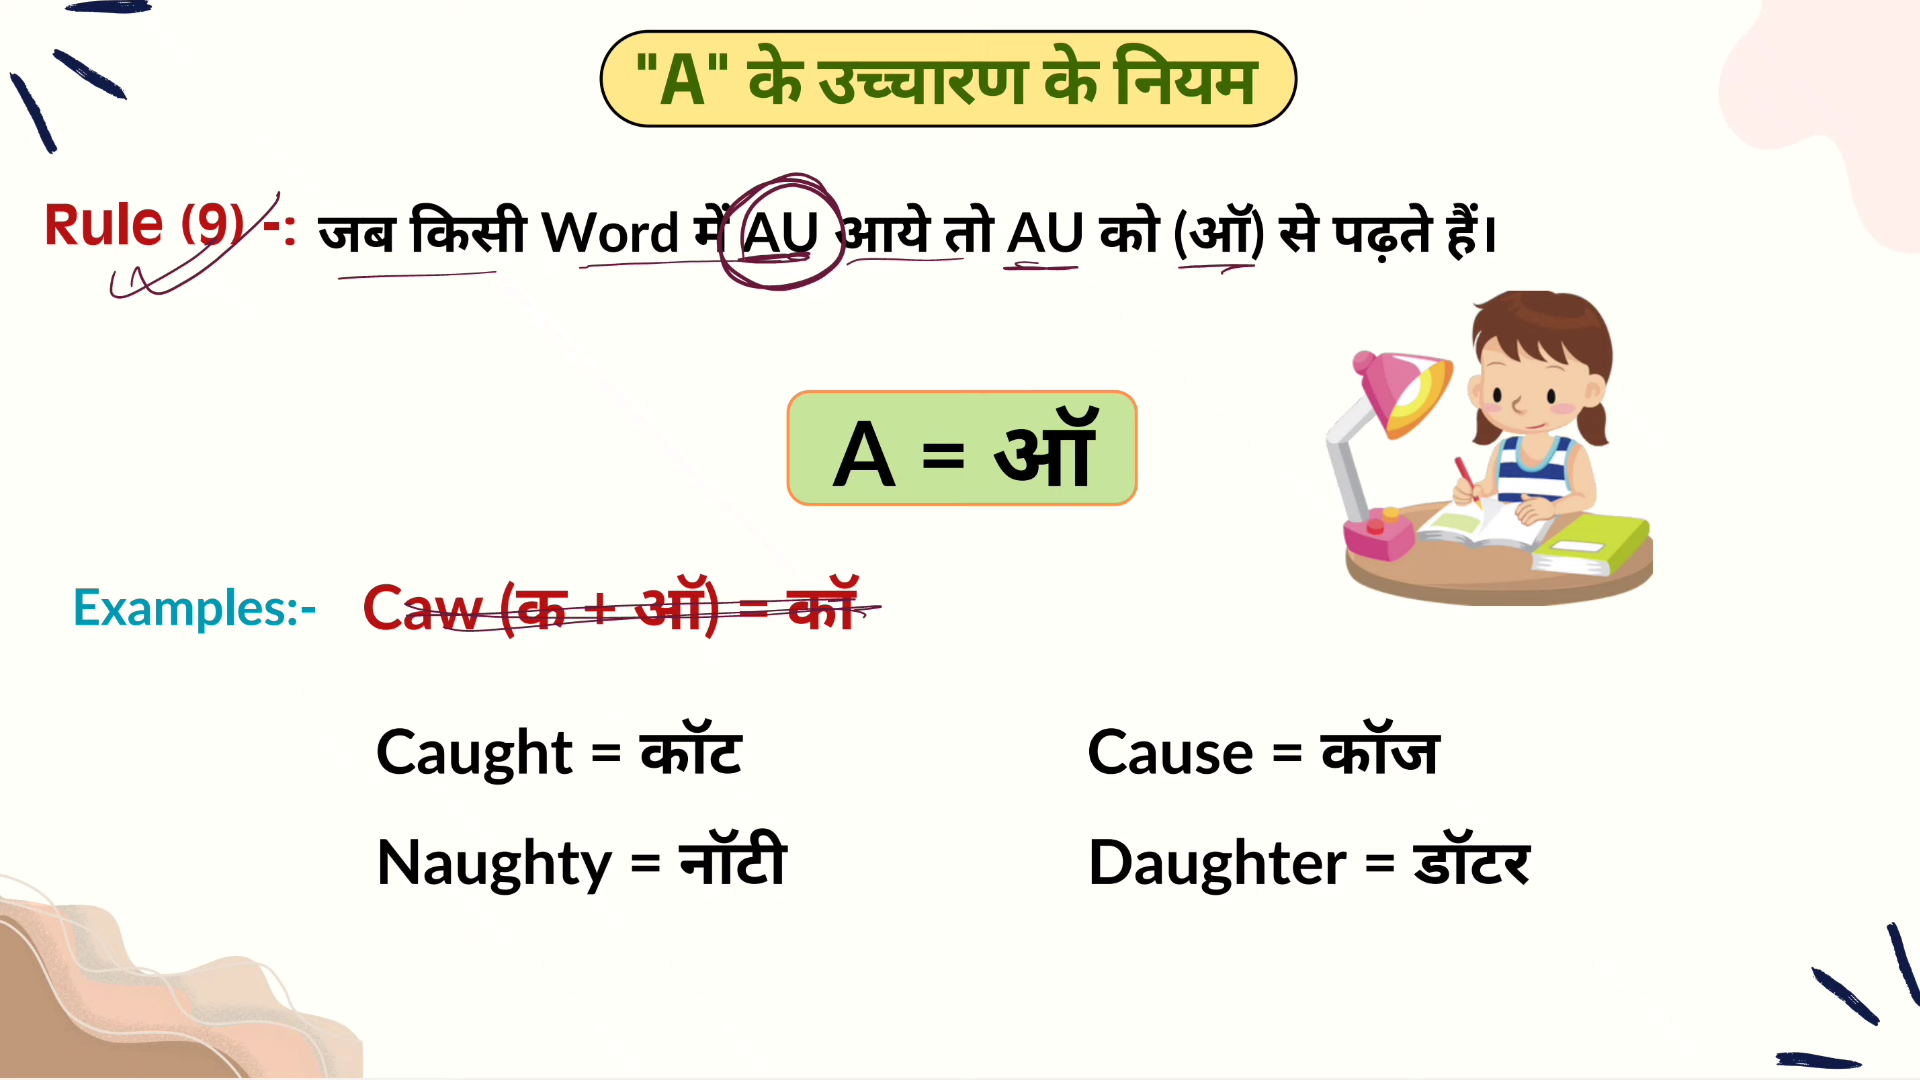 "A" के उच्चारण के नियम
Rule (9) -: जब किसी Word में AU आये तो AU को (ऑ) से पढ़ते हैं।
A = ऑ
Examples:- Caw (क + ऑ) = कॉ
Caught = कॉट
Cause = कॉज
Naughty = नॉटी
Daughter = डॉटर